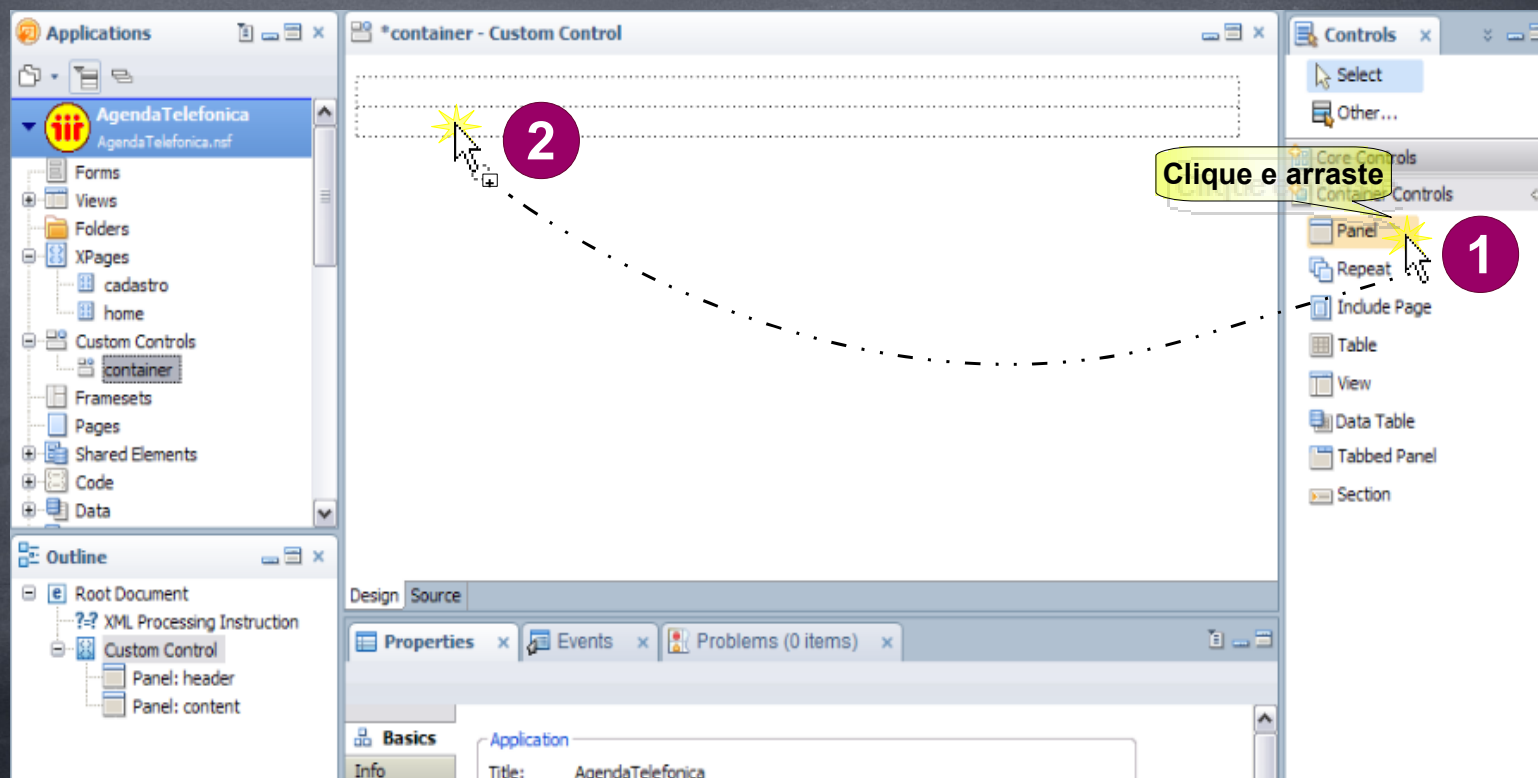 Applications
AgendaTelefonica
AgendaTelefonica.nsf
Forms
Views
Folders
XPages
cadastro
home
Custom Controls
container
Framesets
Pages
Shared Elements
Code
Data
Outline
Root Document
?=? XML Processing Instruction
Custom Control
Panel: header
Panel: content
*container - Custom Control
2
Design Source
Properties Events Problems (0 items)
Basics
Info
Application
Title: AgendaTelefonica
Controls
Select
Other...
Core Controls
Clique e arraste
Container Controls
Panel
1
Repeat
Include Page
Table
View
Data Table
Tabbed Panel
Section